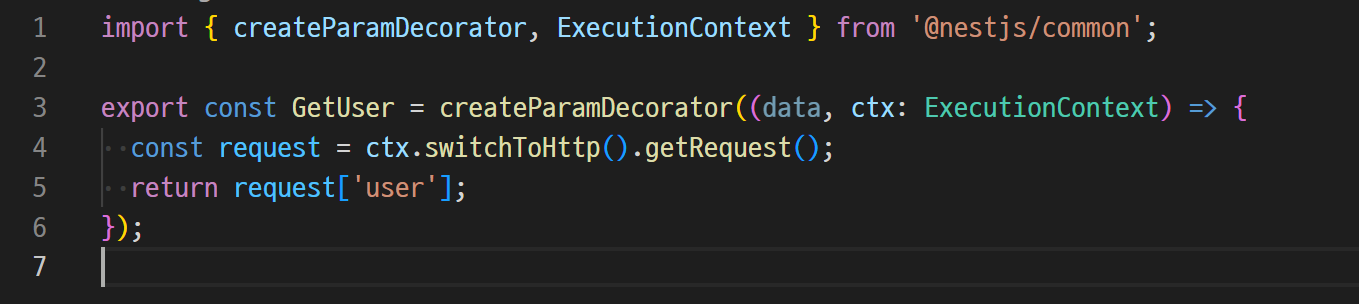 1 import { createParamDecorator, ExecutionContext } from '@nestjs/common';
2
3 export const GetUser = createParamDecorator((data, ctx: ExecutionContext) => {
4 const request = ctx.switchToHttp().getRequest();
5 return request['user'];
6 });
7